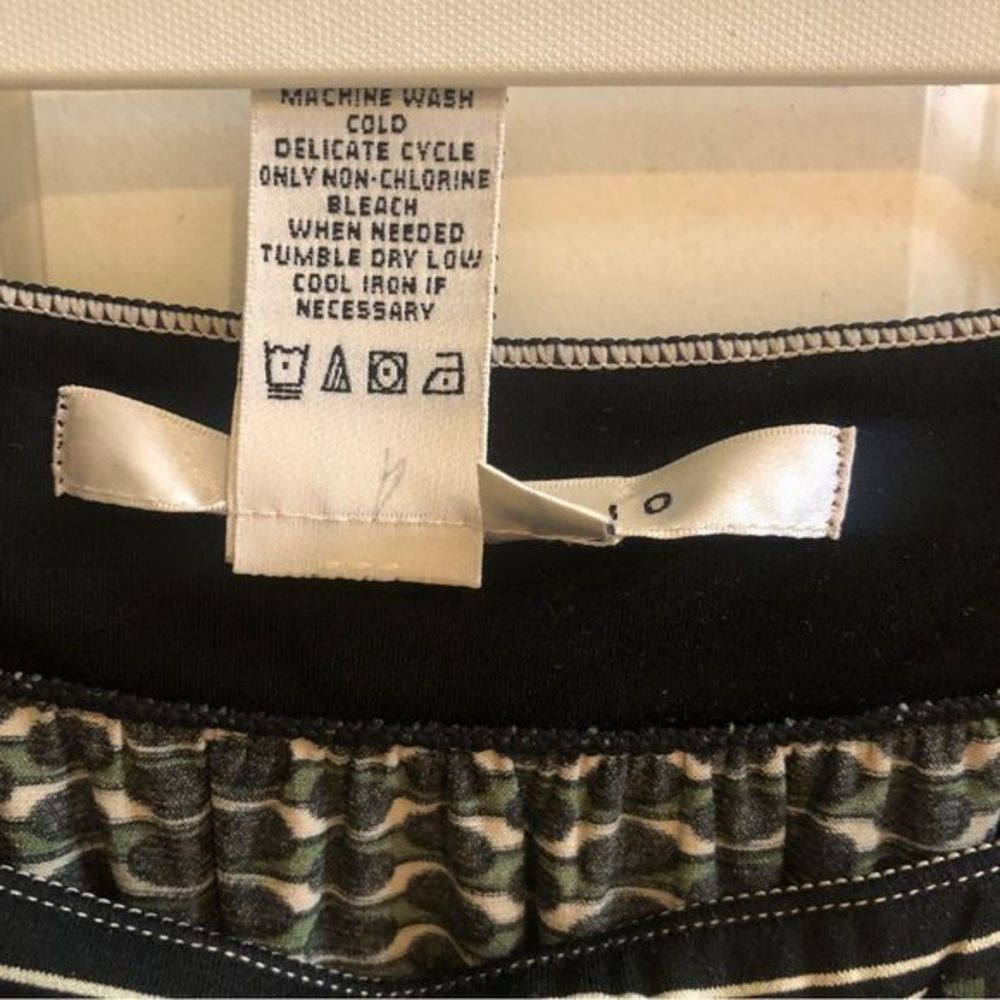 MACHINE WASH
COLD
DELICATE CYCLE
ONLY NON-CHLORINE
BLEACH
WHEN NEEDED
TUMBLE DRY LOW
COOL IRON IF
NECESSARY
O